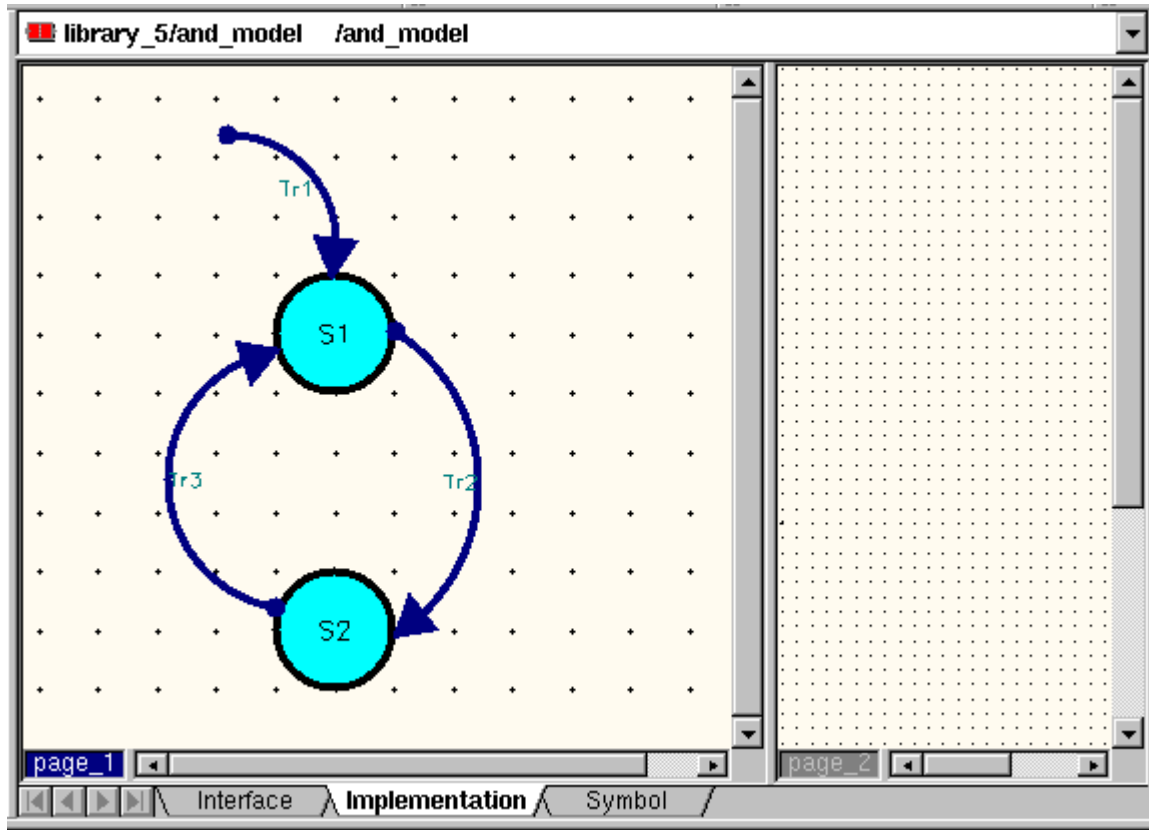 library_5/and_model /and_model
Tr1
S1
Tr3
Tr2
S2
page_1
page_2
Interface
Implementation
Symbol